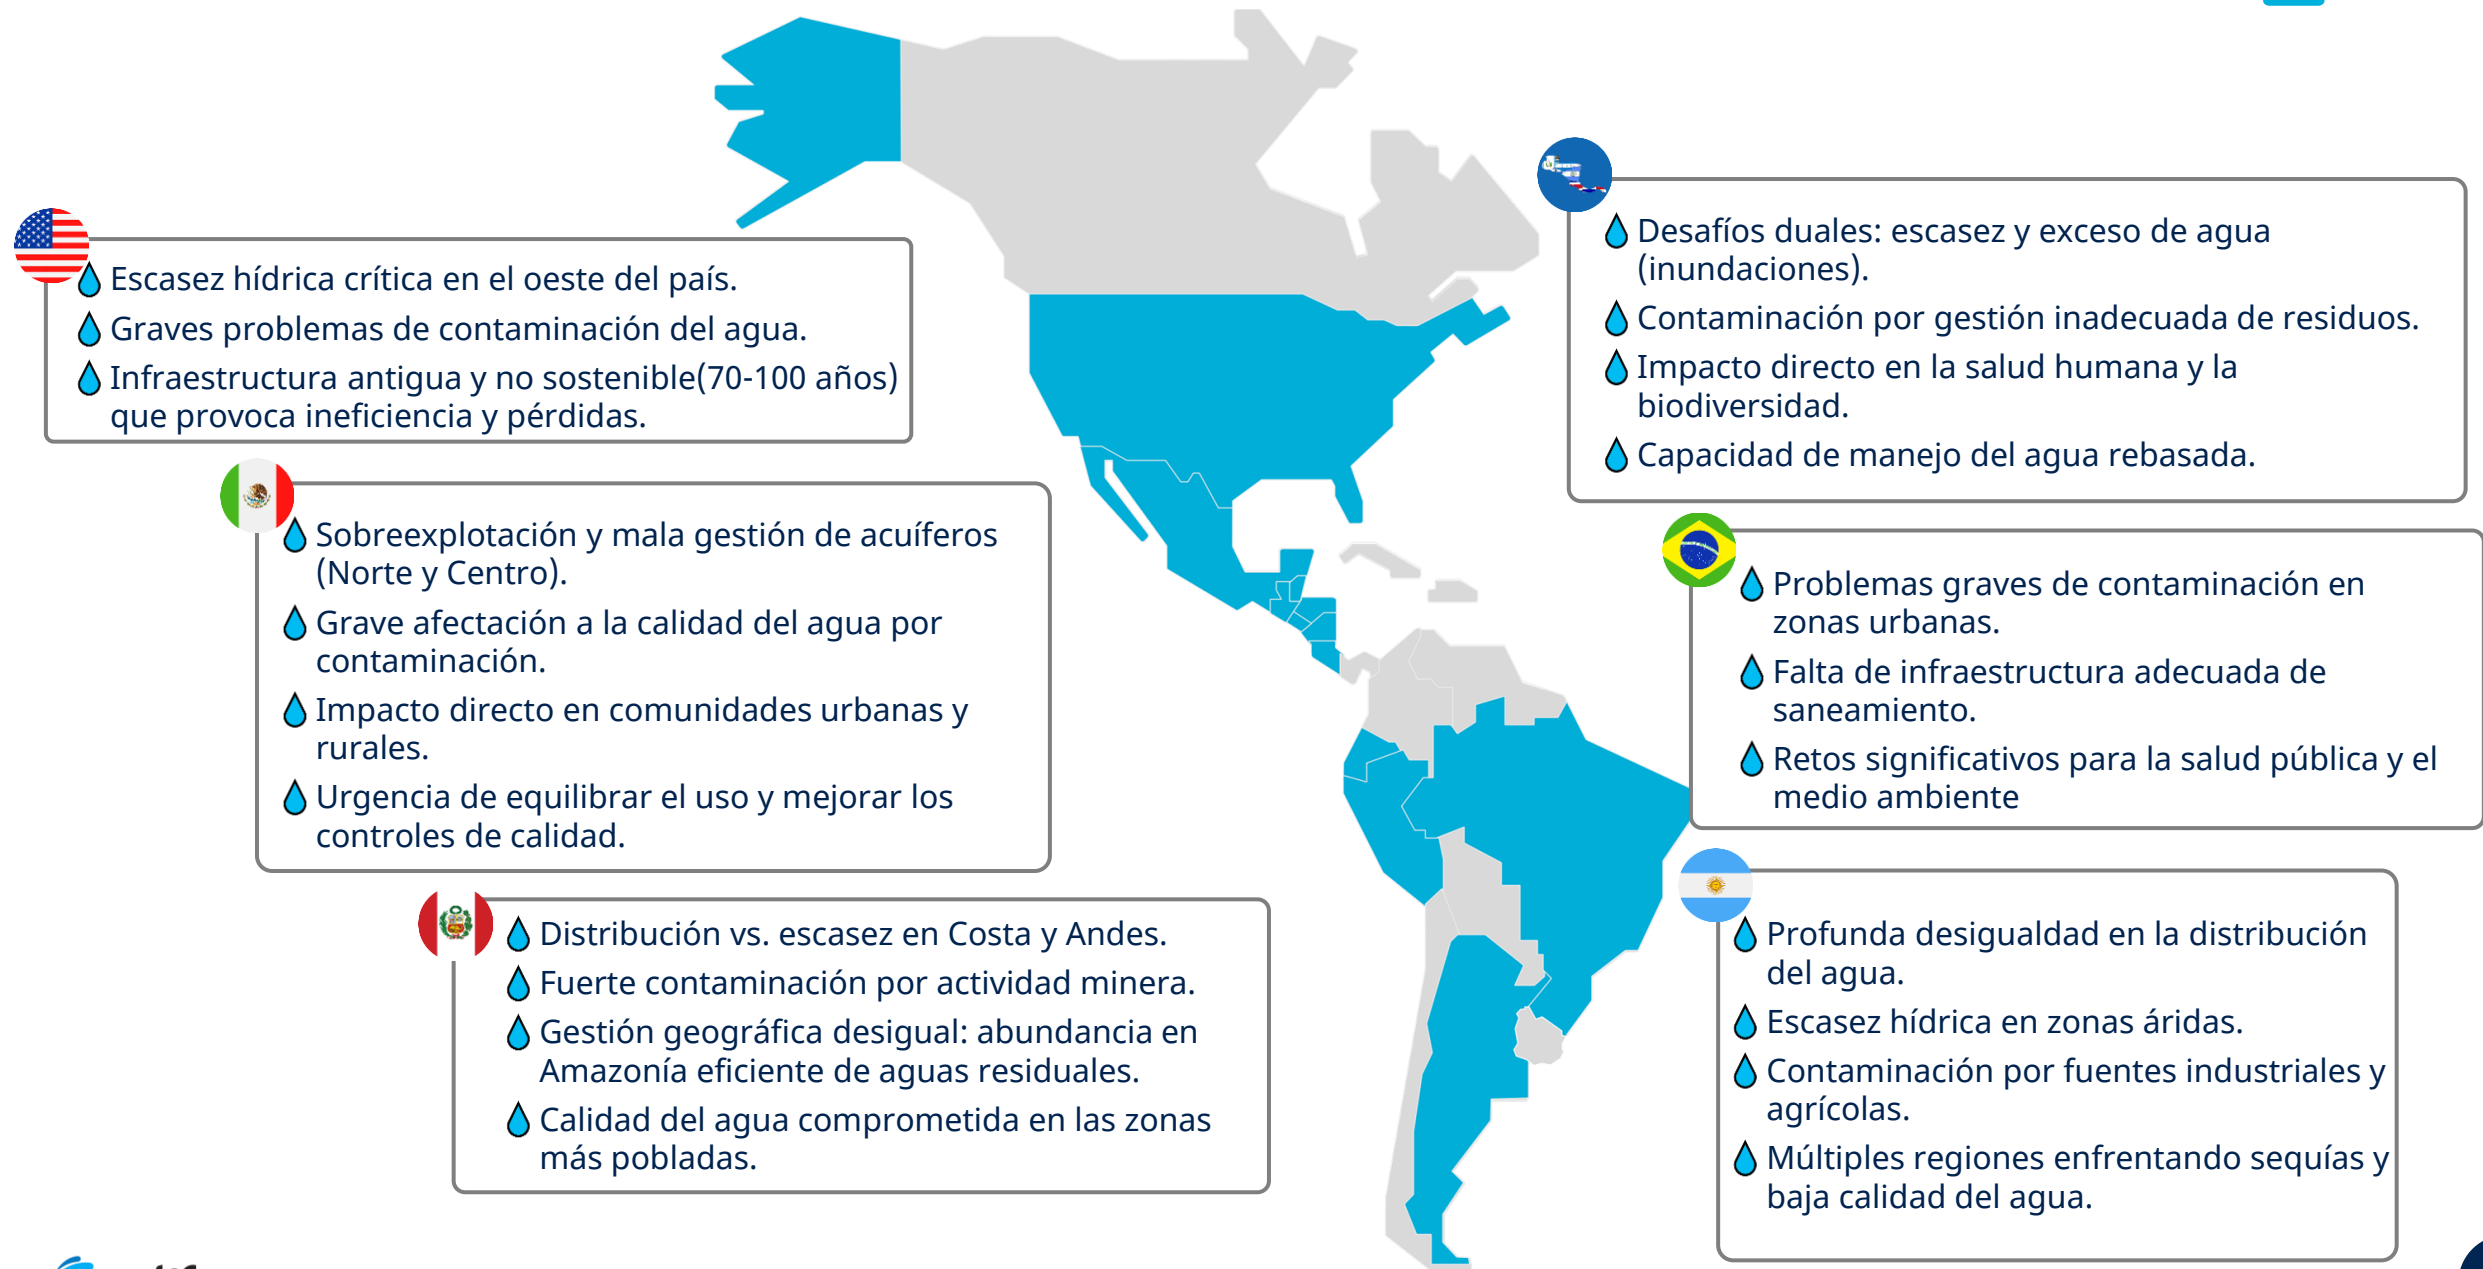 Escasez hídrica crítica en el oeste del país.
Graves problemas de contaminación del agua.
Infraestructura antigua y no sostenible(70-100 años)
que provoca ineficiencia y pérdidas.
Sobreexplotación y mala gestión de acuíferos
(Norte y Centro).
Grave afectación a la calidad del agua por
contaminación.
Impacto directo en comunidades urbanas y
rurales.
Urgencia de equilibrar el uso y mejorar los
controles de calidad.
Distribución vs. escasez en Costa y Andes.
Fuerte contaminación por actividad minera.
Gestión geográfica desigual: abundancia en
Amazonía eficiente de aguas residuales.
Calidad del agua comprometida en las zonas
más pobladas.
Desafíos duales: escasez y exceso de agua
(inundaciones).
Contaminación por gestión inadecuada de residuos.
Impacto directo en la salud humana y la
biodiversidad.
Capacidad de manejo del agua rebasada.
Problemas graves de contaminación en
zonas urbanas.
Falta de infraestructura adecuada de
saneamiento.
Retos significativos para la salud pública y el
medio ambiente
Profunda desigualdad en la distribución
del agua.
Escasez hídrica en zonas áridas.
Contaminación por fuentes industriales y
agrícolas.
Múltiples regiones enfrentando sequías y
baja calidad del agua.